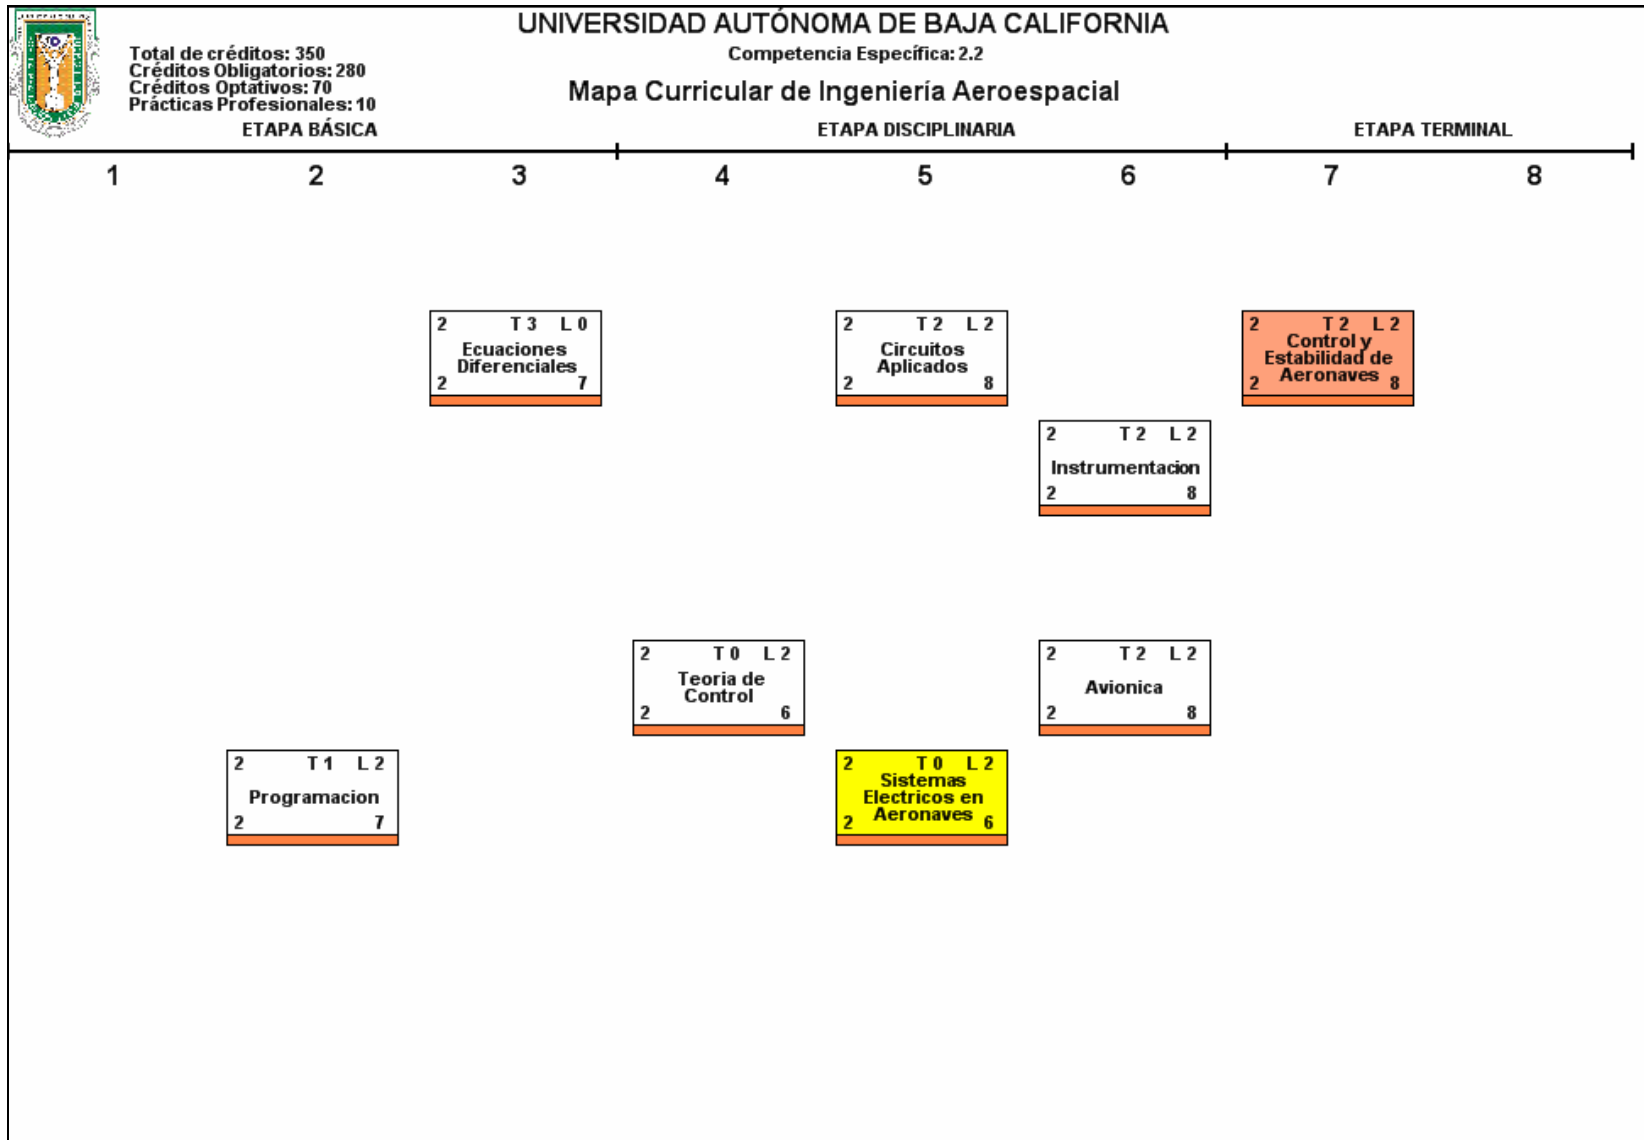 UNIVERSIDAD AUTÓNOMA DE BAJA CALIFORNIA
Total de créditos: 350
Créditos Obligatorios: 280
Créditos Optativos: 70
Prácticas Profesionales: 10
Competencia Específica: 2.2
Mapa Curricular de Ingeniería Aeroespacial
ETAPA BÁSICA
ETAPA DISCIPLINARIA
ETAPA TERMINAL
1 2 3 4 5 6 7 8
2 T 3 L 0
Ecuaciones
Diferenciales
2 7
2 T 2 L 2
Circuitos
Aplicados
2 8
2 T 2 L 2
Control y
Estabilidad de
Aeronaves
2 8
2 T 2 L 2
Instrumentacion
2 8
2 T 0 L 2
Teoria de
Control
2 6
2 T 2 L 2
Avionica
2 8
2 T 1 L 2
Programacion
2 7
2 T 0 L 2
Sistemas
Electricos en
Aeronaves
2 6